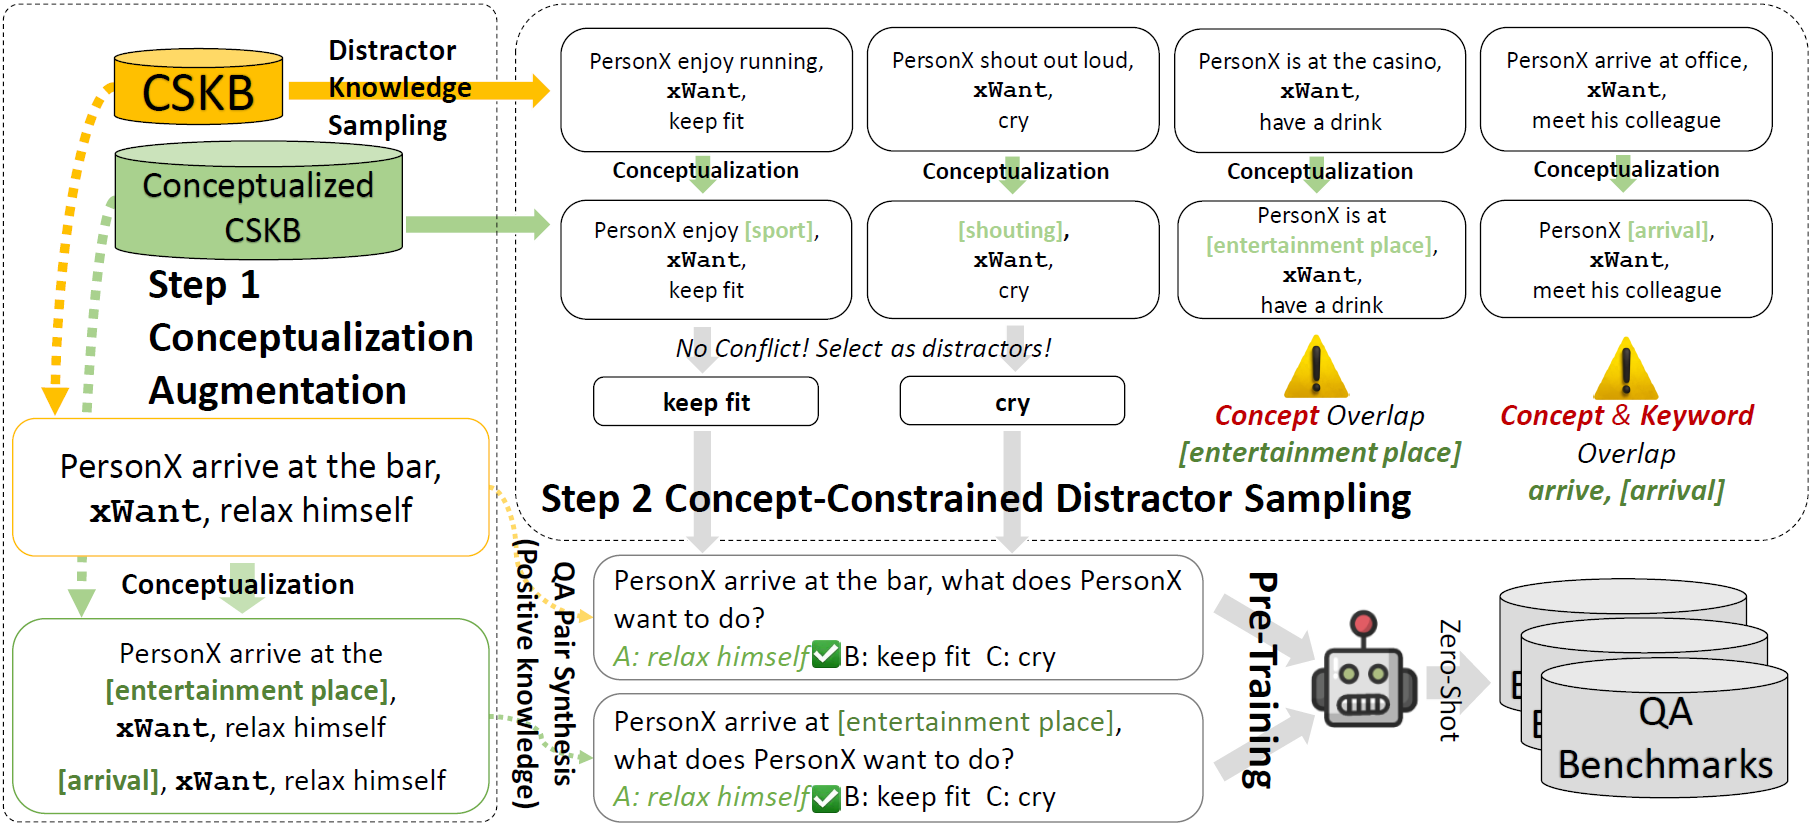 CSKB
Distractor
Knowledge
Sampling
Conceptualized
CSKB
Step 1
Conceptualization
Augmentation
PersonX arrive at the bar,
xWant, relax himself
Conceptualization
PersonX arrive at the
[entertainment place],
xWant, relax himself
[arrival], xWant, relax himself
PersonX enjoy running,
xWant,
keep fit
PersonX shout out loud,
xWant,
cry
PersonX is at the casino,
xWant,
have a drink
PersonX arrive at office,
xWant,
meet his colleague
Conceptualization
Conceptualization
Conceptualization
Conceptualization
PersonX enjoy [sport],
xWant,
keep fit
[shouting],
xWant,
cry
PersonX is at
[entertainment place],
xWant,
have a drink
PersonX [arrival],
xWant,
meet his colleague
No Conflict! Select as distractors!
keep fit
cry
Concept Overlap
[entertainment place]
Concept & Keyword
Overlap
arrive, [arrival]
Step 2 Concept-Constrained Distractor Sampling
QA Pair Synthesis
(Positive knowledge)
PersonX arrive at the bar, what does PersonX
want to do?
A: relax himself B: keep fit C: cry
PersonX arrive at [entertainment place],
what does PersonX want to do?
A: relax himself B: keep fit C: cry
Pre-Training
Zero-Shot
QA
Benchmarks